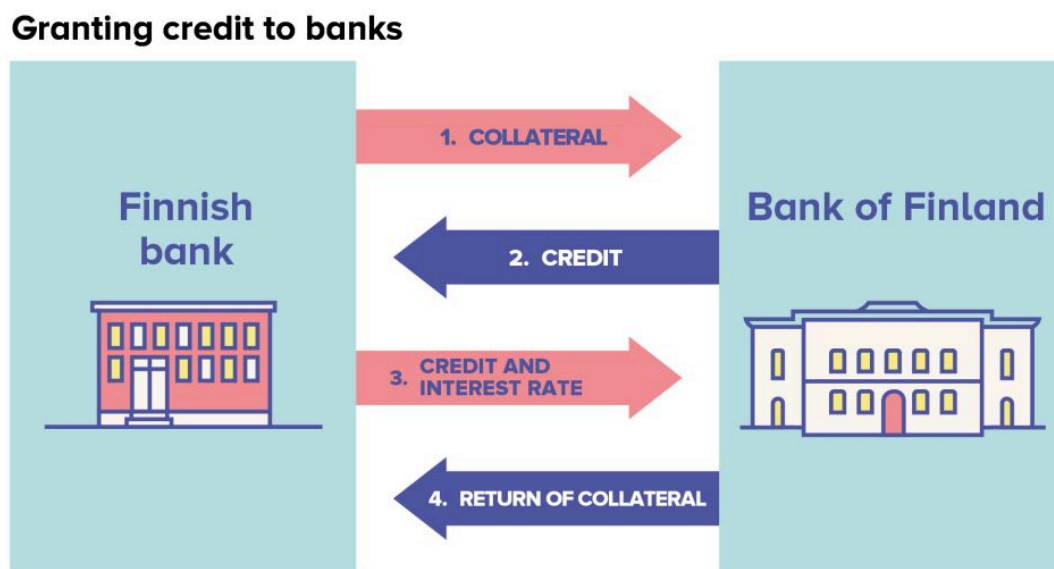 Granting credit to banks
Finnish
bank
Bank of Finland
1. COLLATERAL
2. CREDIT
3. CREDIT AND
INTEREST RATE
4. RETURN OF COLLATERAL